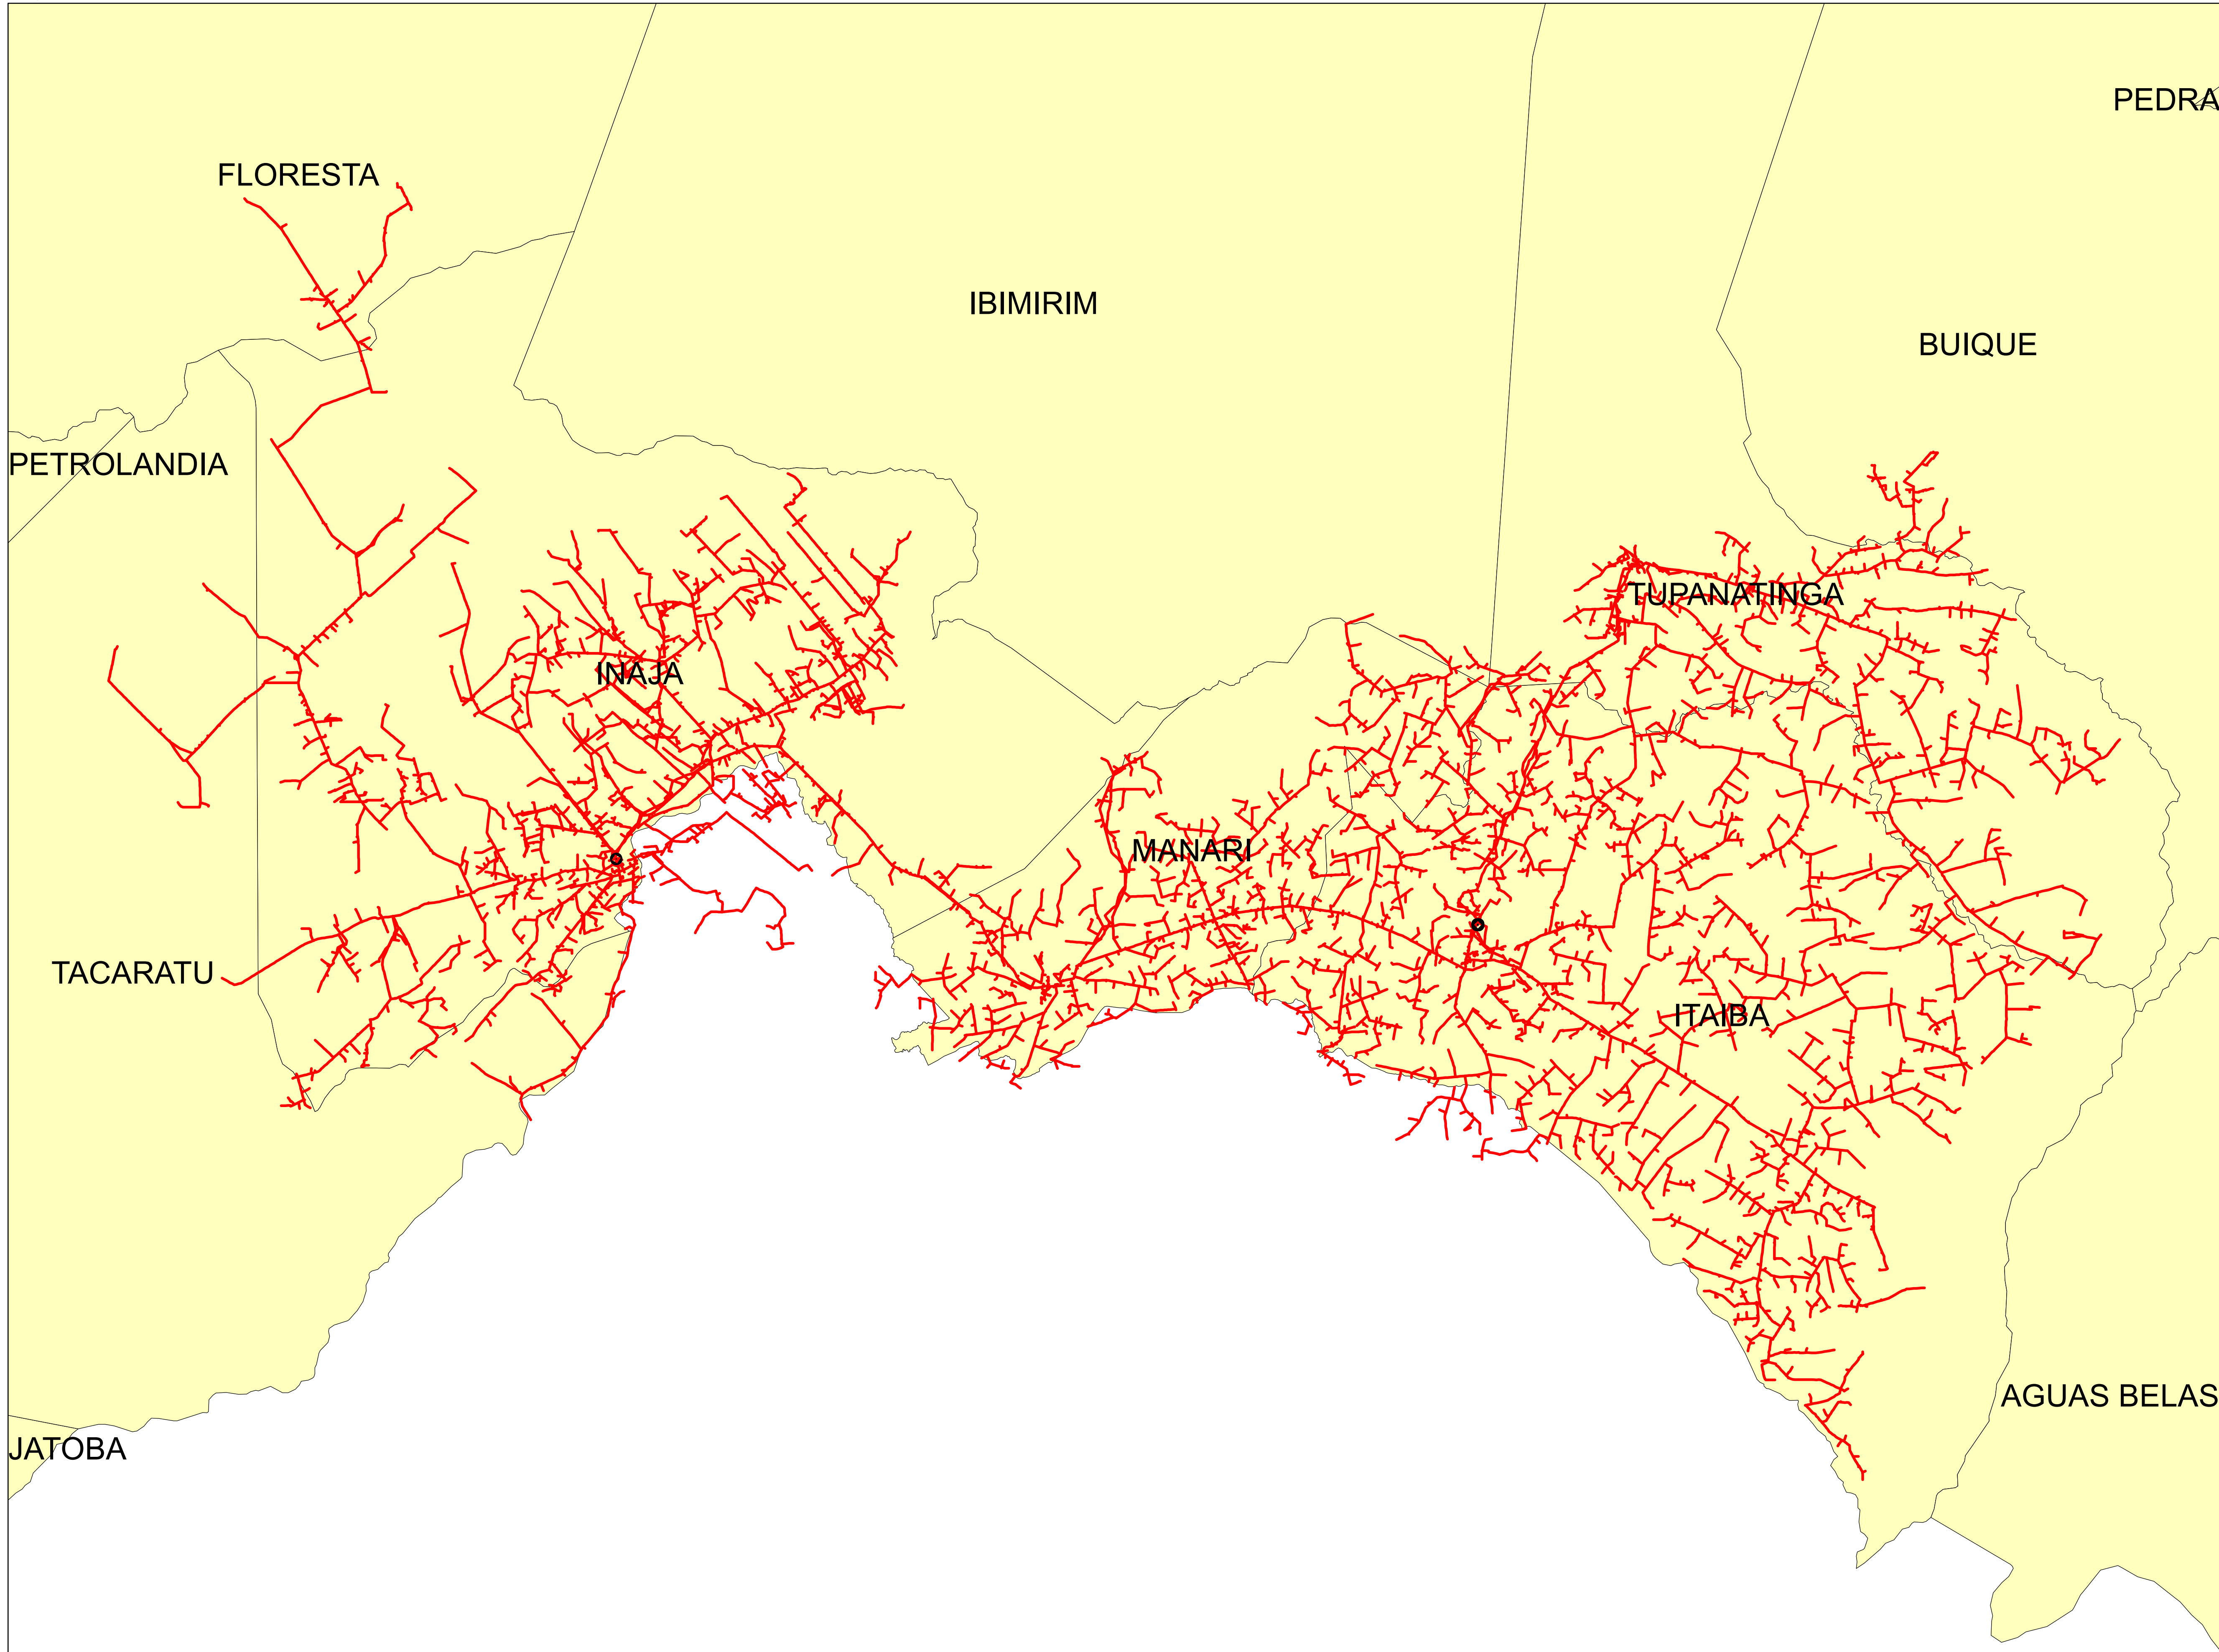 PEDRA
FLORESTA
IBIMIRIM
BUIQUE
PETROLANDIA
TUPANATINGA
INAJA
MANARI
TACARATU
ITAIBA
AGUAS BELAS
JATOBA